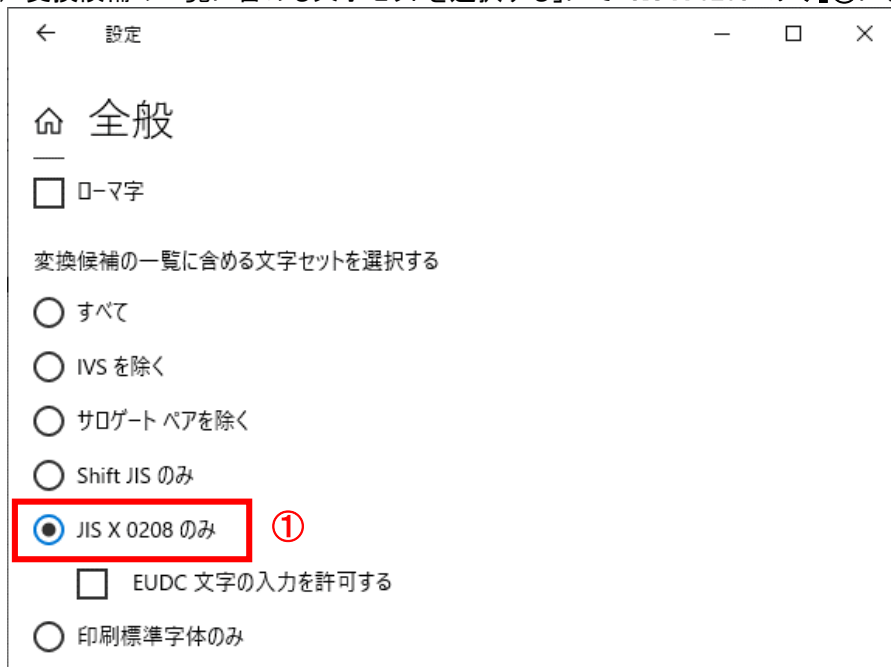 設定
全般
ローマ字
変換候補の一覧に含める文字セットを選択する
すべて
IVS を除く
サロゲート ペアを除く
Shift JIS のみ
JIS X 0208 のみ ①
EUDC 文字の入力を許可する
印刷標準字体のみ